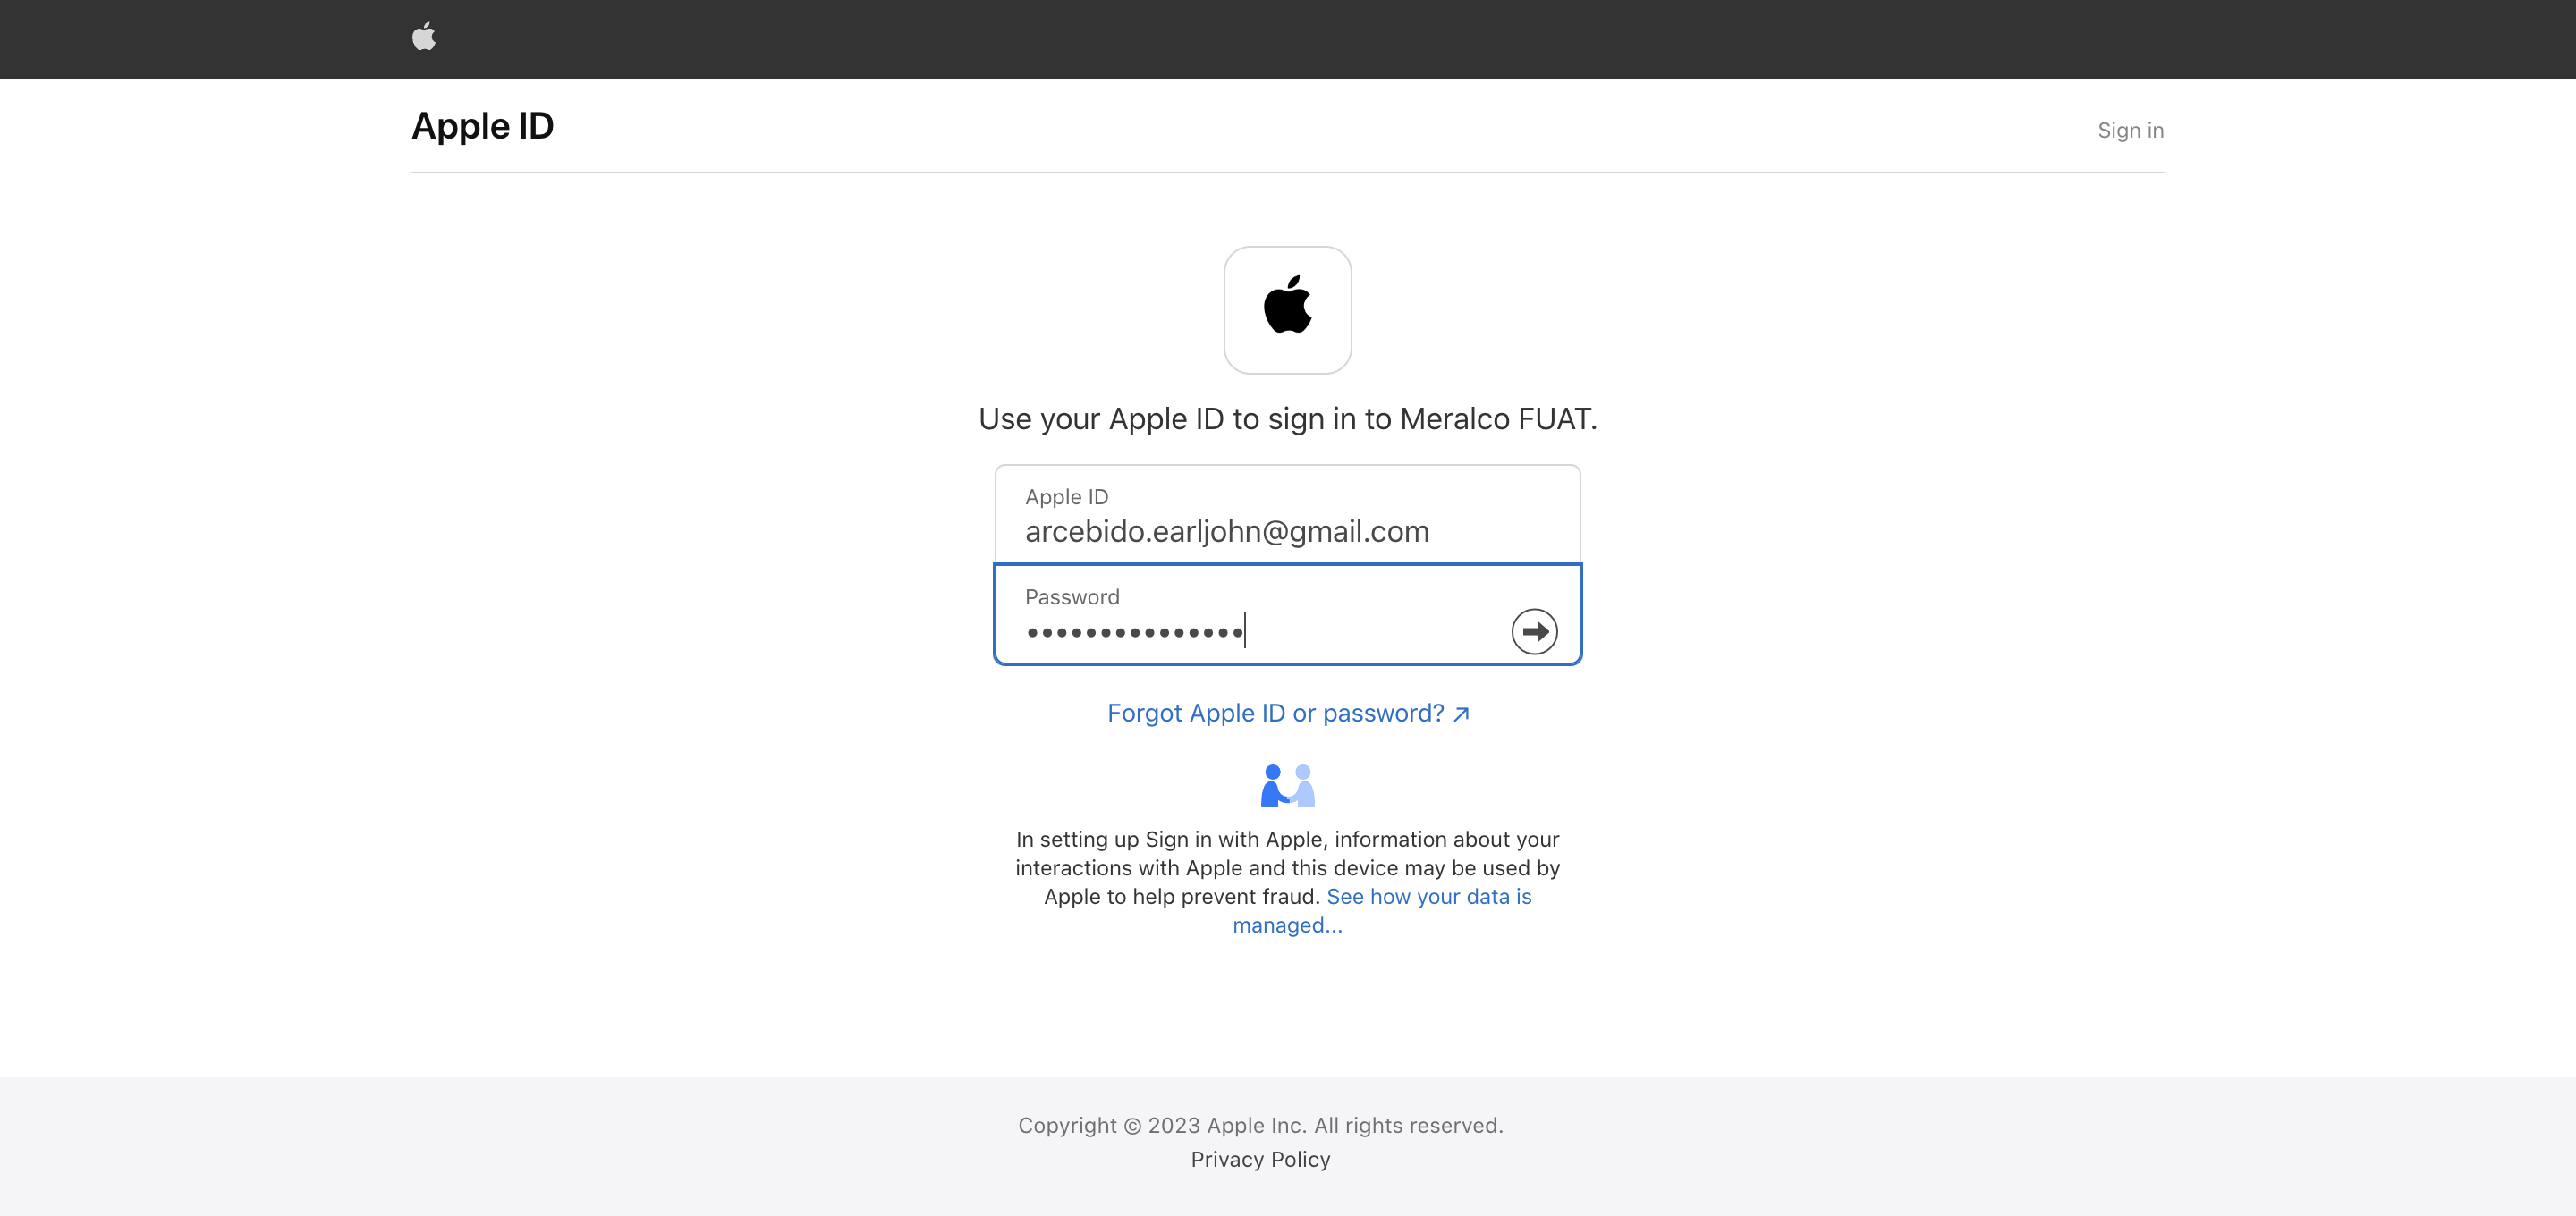 Apple ID
Sign in
Use your Apple ID to sign in to Meralco FUAT.
Apple ID
arcebido.earljohn@gmail.com
Password
•••••••••••••••
Forgot Apple ID or password? ↗
In setting up Sign in with Apple, information about your
interactions with Apple and this device may be used by
Apple to help prevent fraud. See how your data is
managed...
Copyright © 2023 Apple Inc. All rights reserved.
Privacy Policy